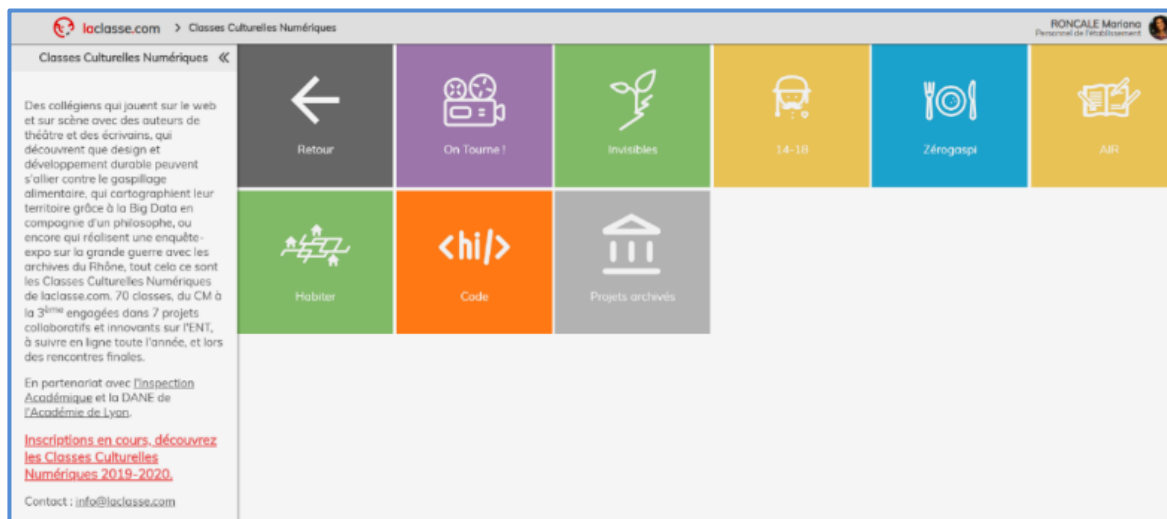 laclasse.com > Classes Culturelles Numériques
RONCALE Mariana
Personnel de l'établissement
Classes Culturelles Numériques «
Des collégiens qui jouent sur le web
et sur scène avec des auteurs de
théâtre et des écrivains, qui
découvrent que design et
développement durable peuvent
s'allier contre le gaspillage
alimentaire, qui cartographient leur
territoire grâce à la Big Data en
compagnie d'un philosophe, ou
encore qui réalisent une enquête-
expo sur la grande guerre avec les
archives du Rhône, tout cela ce sont
les Classes Culturelles Numériques
de laclasse.com. 70 classes, du CM à
la 3ème engagées dans 7 projets
collaboratifs et innovants sur l'ENT,
à suivre en ligne toute l'année, et lors
des rencontres finales.
En partenariat avec l'Inspection
Académique et la DANE de
l'Académie de Lyon.
Inscriptions en cours, découvrez
les Classes Culturelles
Numériques 2019-2020.
Contact : info@laclasse.com
Retour
On Tourne !
Invisibles
14-18
Zérogaspi
AIR
Habiter
<hi/>
Code
Projets archivés